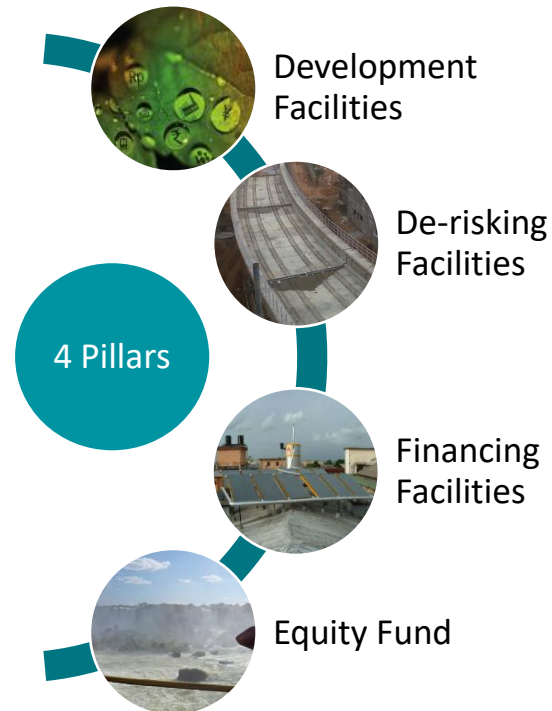 Development
Facilities
De-risking
Facilities
4 Pillars
Financing
Facilities
Equity Fund